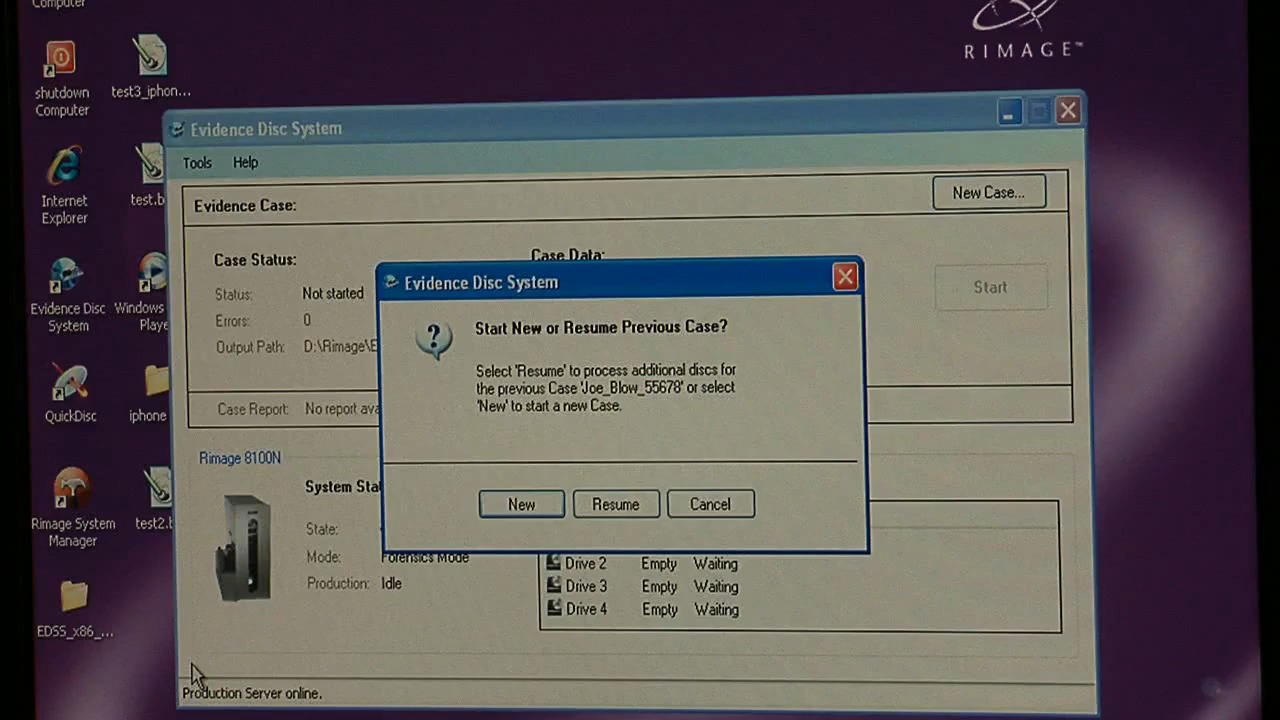 Computer
RIMAGE™
shutdown
Computer
test3_iphon...
Evidence Disc System
Tools Help
Evidence Case:
New Case...
Internet
Explorer
test.b
Case Status:
Case Data:
Status: Not started
Errors: 0
Output Path: D:\Rimage\E
Start
Evidence Disc System
Start New or Resume Previous Case?
Select 'Resume' to process additional discs for
the previous Case 'Joe_Blow_55678' or select
'New' to start a new Case.
New Resume Cancel
Evidence Disc
System
Windows
Playe
Case Report: No report ava
QuickDisc
iphone
Rimage 8100N
System Stat
State:
Mode: Forensics Mode
Production: Idle
Drive 2 Empty Waiting
Drive 3 Empty Waiting
Drive 4 Empty Waiting
Rimage System
Manager
test2.b
EDSS_x86_...
Production Server online.